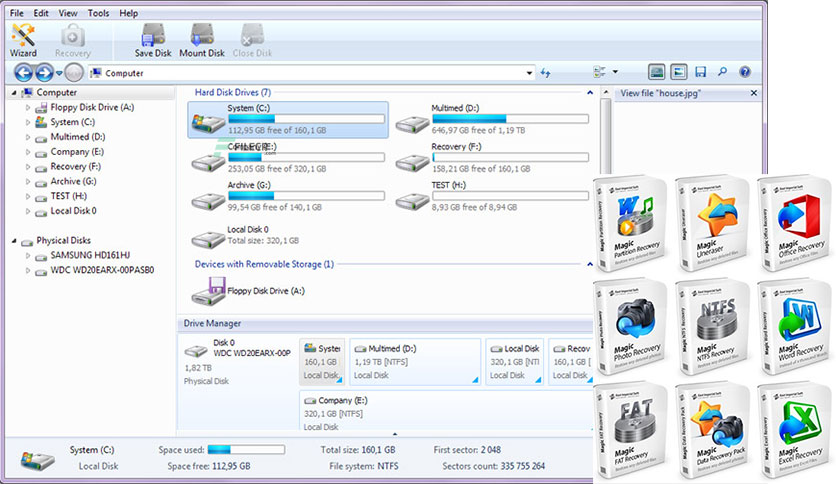 File Edit View Tools Help
Wizard Recovery Save Disk Mount Disk Close Disk
Computer
Computer
Floppy Disk Drive (A:)
System (C:)
Multimed (D:)
Company (E:)
Recovery (F:)
Archive (G:)
TEST (H:)
Local Disk 0
Physical Disks
SAMSUNG HD161HJ
WDC WD20EARX-00PASB0
Hard Disk Drives (7)
System (C:)
112,95 GB free of 160,1 GB
Multimed (D:)
646,97 GB free of 1,19 TB
(E:)
253,05 GB free of 320,1 GB
Recovery (F:)
158,21 GB free of 160,1 GB
Archive (G:)
99,54 GB free of 140,1 GB
TEST (H:)
8,93 GB free of 8,94 GB
Local Disk 0
Total size: 320,1 GB
Devices with Removable Storage (1)
Floppy Disk Drive (A:)
View file "house.jpg"
Drive Manager
Disk 0
WDC WD20EARX-00P
1,82 TB
Physical Disk
System
160,1 GB
Local Disk
Multimed (D:)
1,19 TB [NTFS]
Local Disk
Local Disk
320,1 GB [NTI
Local Disk
Recov
160,1 GB [
Local Disk
Company (E:)
320,1 GB [NTFS]
Local Disk
System (C:)
Local Disk
Space used:
Space free: 112,95 GB
Total size: 160,1 GB
File system: NTFS
First sector: 2 048
Sectors count: 335 755 264
Magic
Partition Recovery
Magic
Uneraser
Magic
Office Recovery
Magic
Photo Recovery
NTFS
Magic
NTFS Recovery
Magic
Word Recovery
FAT
Magic
FAT Recovery
Magic
Data Recovery Pack
Magic
Excel Recovery